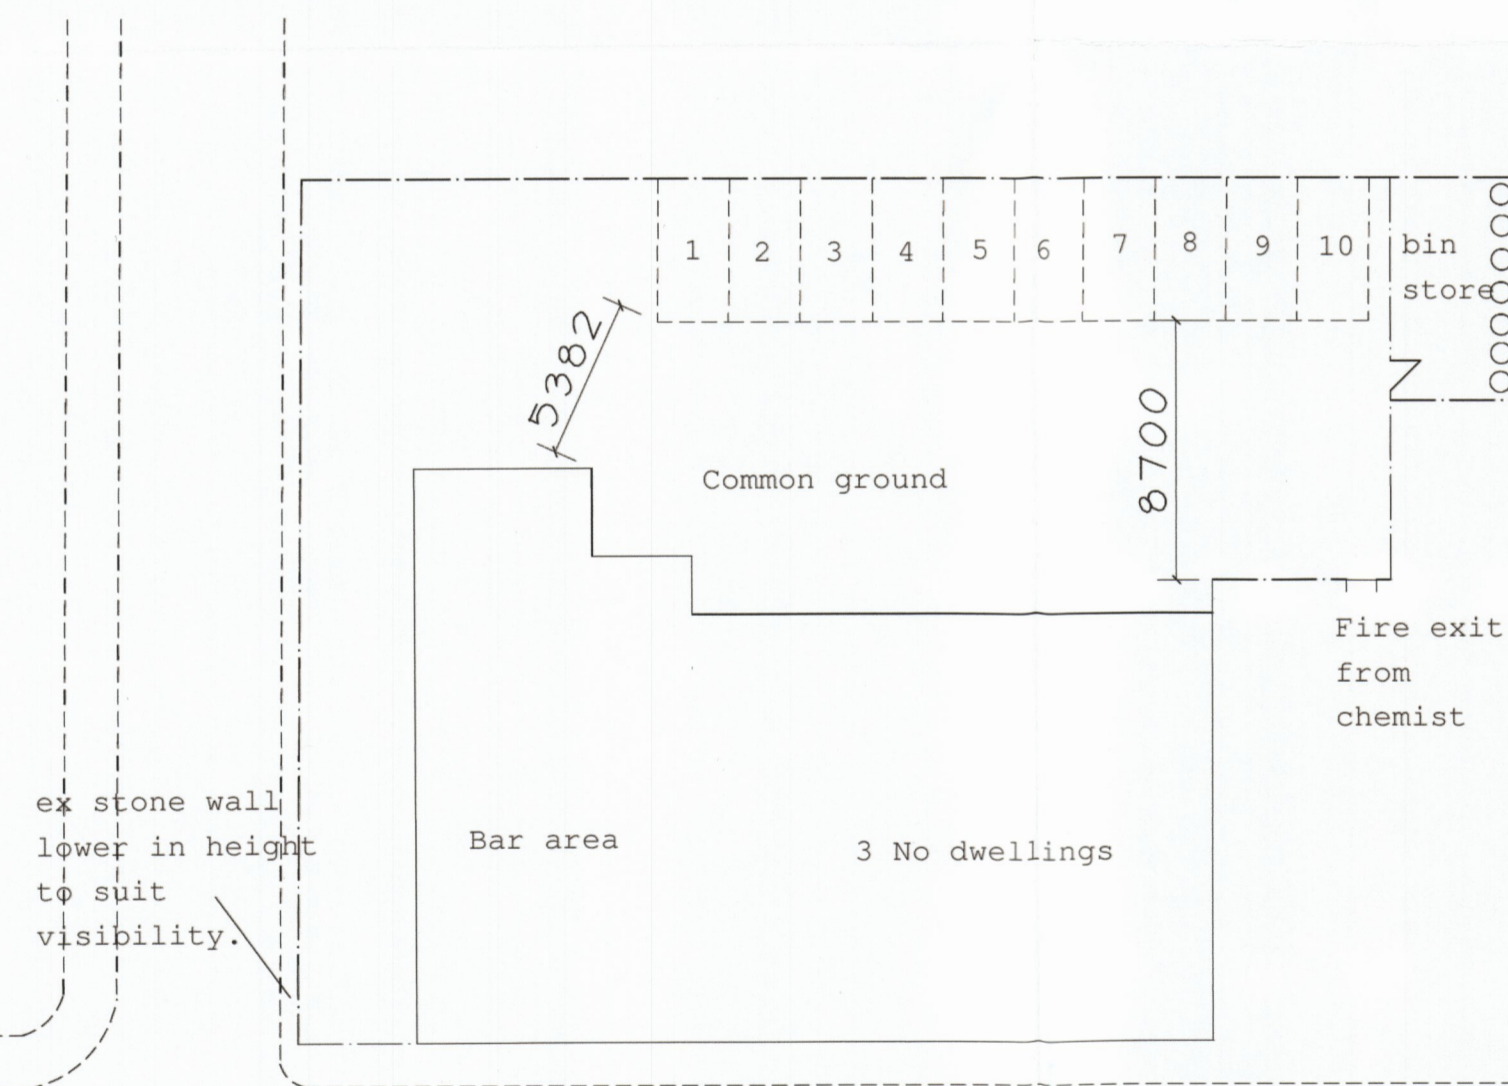 1 2 3 4 5 6 7 8 9 10
bin
store
5382
8700
Common ground
Fire exit
from
chemist
ex stone wall
lower in height
to suit
visibility.
Bar area
3 No dwellings